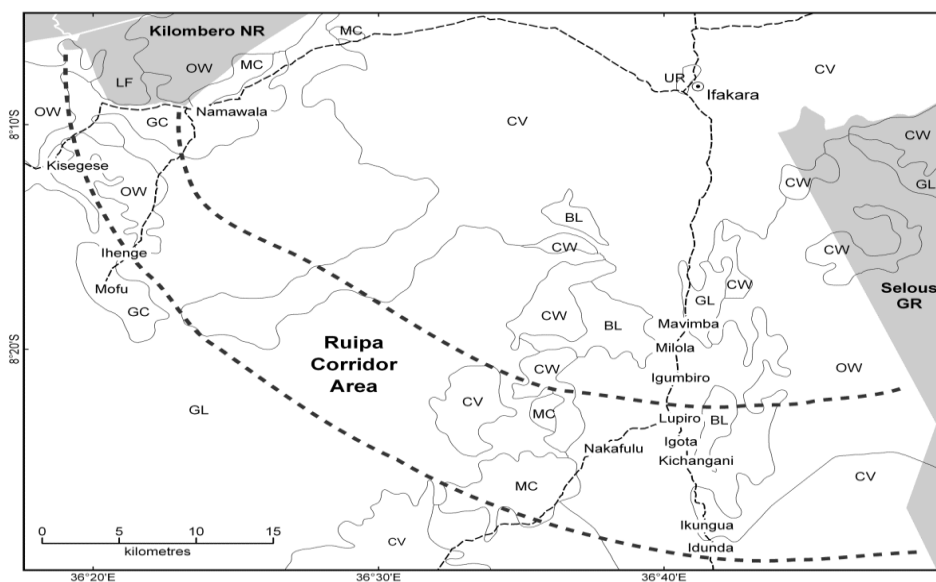 Kilombero NR
MC
OW
MC
LF
UR
Ifakara
CV
OW
GC
Namawala
CV
CW
8°10'S
Kisegese
OW
CW
GL
BL
CW
CW
Ihenge
Mofu
GC
CW
GL
Selous
GR
CW
BL
Mavimba
Milola
8°20'S
Ruipa
Corridor
Area
CW
Igumbiro
OW
GL
CV
MC
Lupiro
BL
Igota
Nakafulu
Kichangani
CV
MC
Ikungua
Idunda
CV
0 5 10 15
kilometres
36°20'E 36°30'E 36°40'E